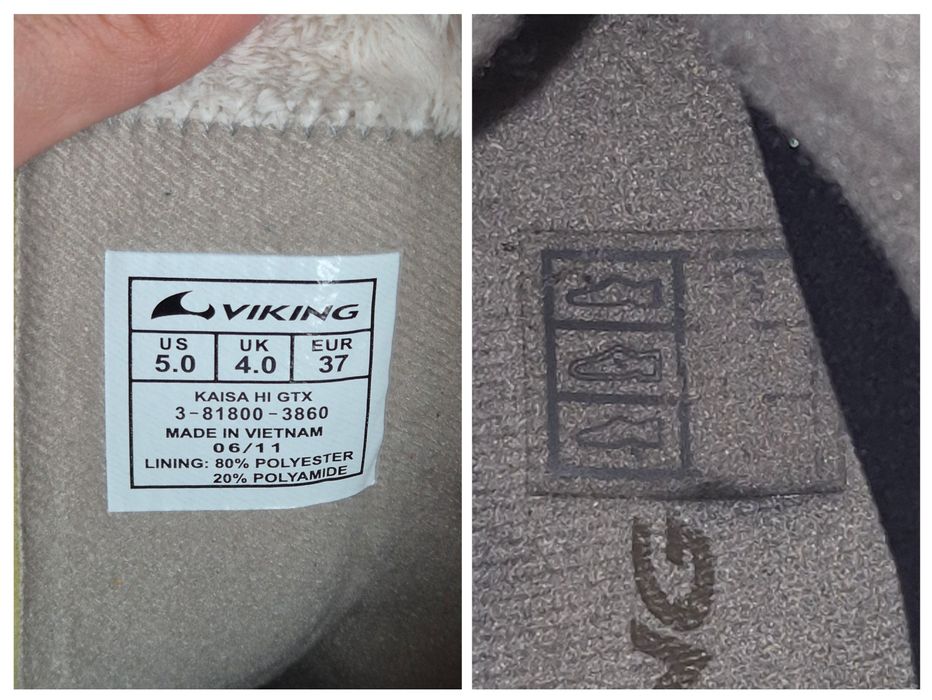 VIKING
US UK EUR
5.0 4.0 37
KAISA HI GTX
3-81800-3860
MADE IN VIETNAM
06/11
LINING: 80% POLYESTER
20% POLYAMIDE